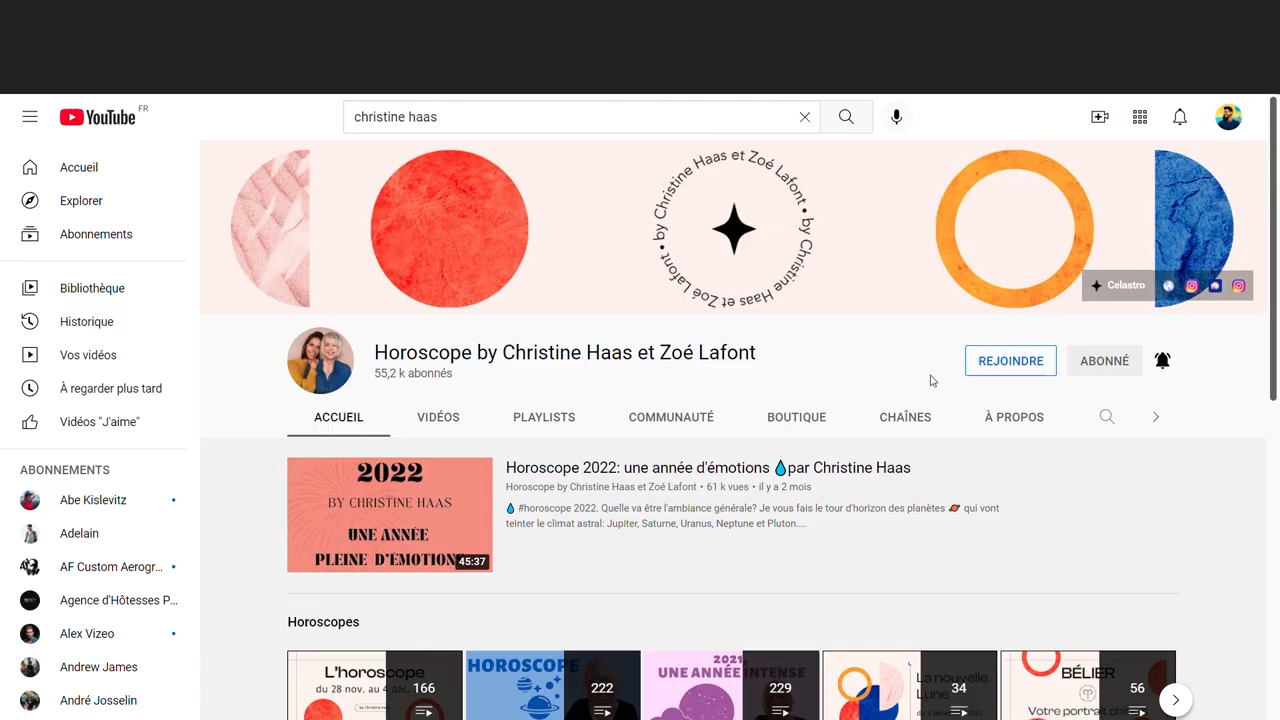 YouTube FR
christine haas
Accueil
Explorer
Abonnements
Bibliothèque
Historique
Vos vidéos
À regarder plus tard
Vidéos "J'aime"
ABONNEMENTS
Abe Kislevitz
Adelain
AF Custom Aerogr...
Agence d'Hôtesses P...
Alex Vizeo
Andrew James
André Josselin
by Christine Haas et Zoé Lafont • by Christine Haas et Zoé Lafont •
Celastro
Horoscope by Christine Haas et Zoé Lafont
55,2 k abonnés
REJOINDRE
ABONNÉ
ACCUEIL
VIDÉOS
PLAYLISTS
COMMUNAUTÉ
BOUTIQUE
CHAÎNES
À PROPOS
2022
BY CHRISTINE HAAS
UNE ANNÉE
PLEINE D'ÉMOTION
45:37
Horoscope 2022: une année d'émotions 💧par Christine Haas
Horoscope by Christine Haas et Zoé Lafont • 61 k vues • il y a 2 mois
💧 #horoscope 2022. Quelle va être l'ambiance générale? Je vous fais le tour d'horizon des planètes 🪐 qui vont
teinter le climat astral: Jupiter, Saturne, Uranus, Neptune et Pluton....
Horoscopes
L'horoscope
du 28 nov. au 4 déc.
166
HOROSCOPE
222
2021,
UNE ANNÉE INTENSE
229
La nouvelle
Lune
34
BÉLIER
Votre portrait
56